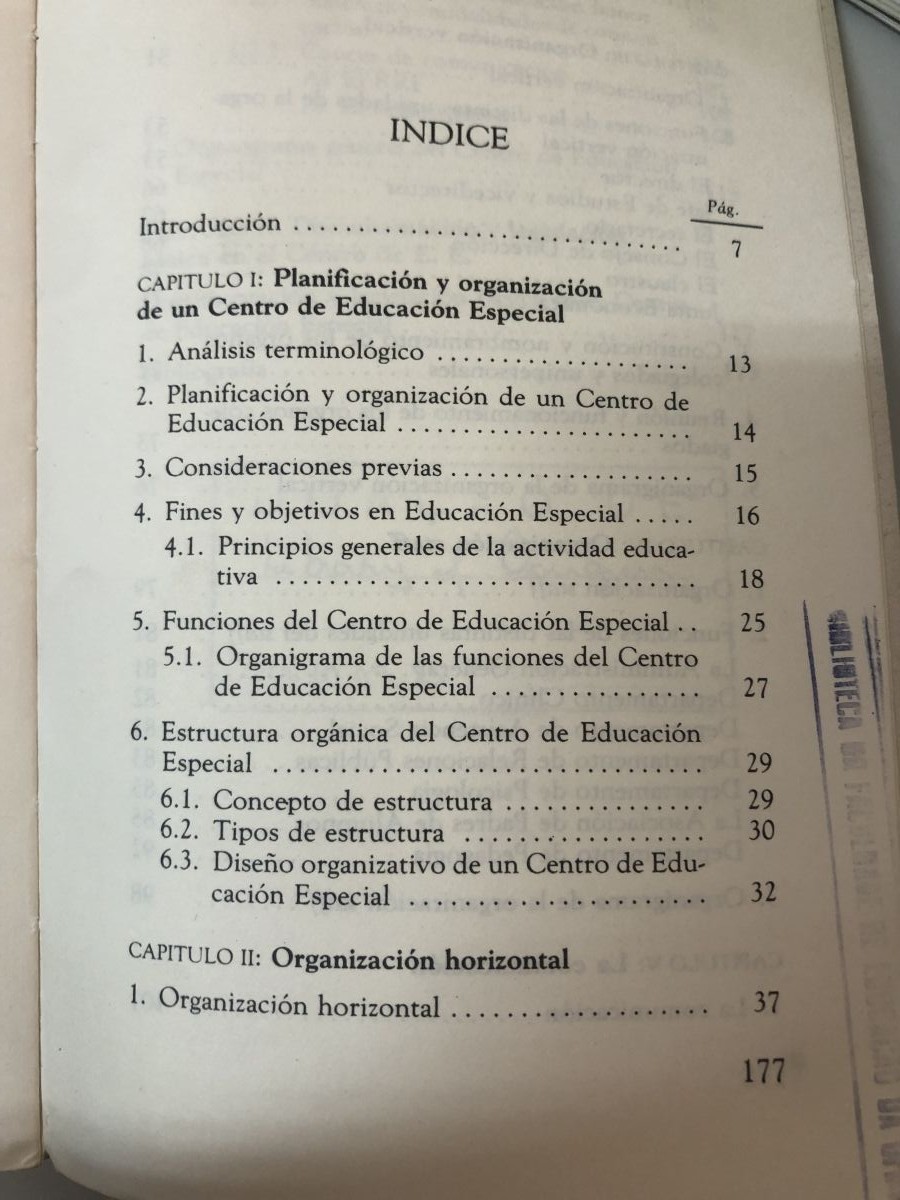 INDICE
Pág.
Introducción .............................. 7
CAPITULO I: Planificación y organización
de un Centro de Educación Especial
1. Análisis terminológico .................... 13
2. Planificación y organización de un Centro de
Educación Especial ....................... 14
3. Consideraciones previas ................... 15
4. Fines y objetivos en Educación Especial ..... 16
4.1. Principios generales de la actividad educa-
tiva ................................. 18
5. Funciones del Centro de Educación Especial .. 25
5.1. Organigrama de las funciones del Centro
de Educación Especial ................. 27
6. Estructura orgánica del Centro de Educación
Especial .................................. 29
6.1. Concepto de estructura ................ 29
6.2. Tipos de estructura ................... 30
6.3. Diseño organizativo de un Centro de Edu-
cación Especial ........................ 32
CAPITULO II: Organización horizontal
1. Organización horizontal .................... 37
177
BIBLIOTECA